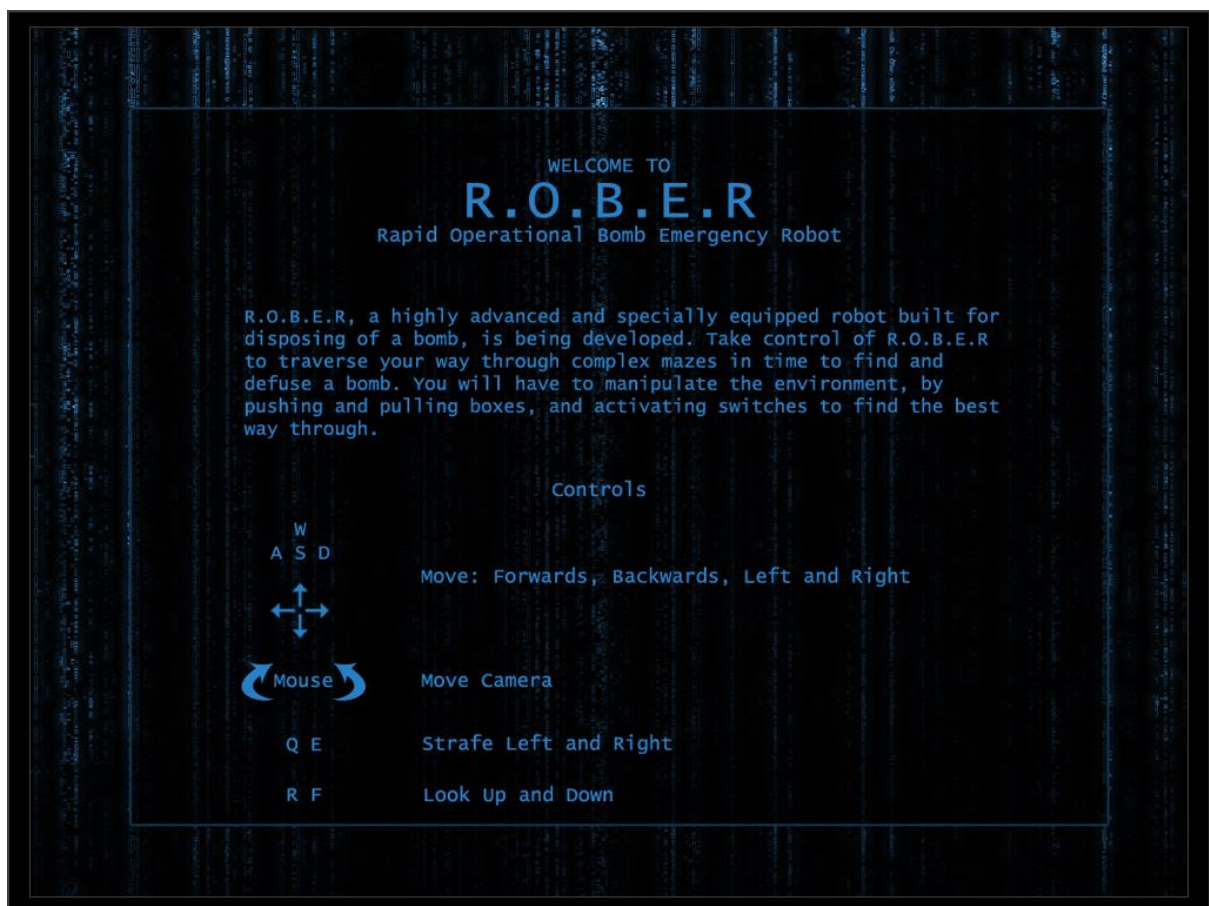 WELCOME TO
R.O.B.E.R
Rapid Operational Bomb Emergency Robot
R.O.B.E.R, a highly advanced and specially equipped robot built for
disposing of a bomb, is being developed. Take control of R.O.B.E.R
to traverse your way through complex mazes in time to find and
defuse a bomb. You will have to manipulate the environment, by
pushing and pulling boxes, and activating switches to find the best
way through.
Controls
W
A S D
Move: Forwards, Backwards, Left and Right
Mouse Move Camera
Q E Strafe Left and Right
R F Look Up and Down